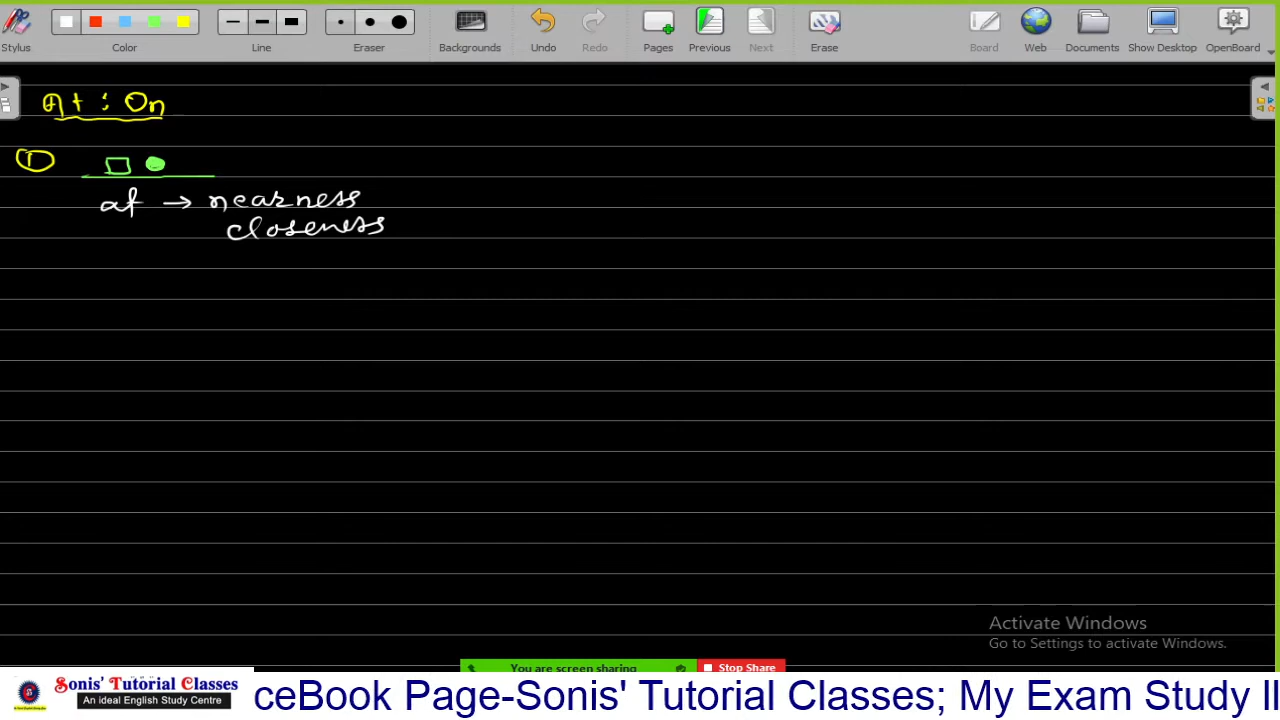 Stylus
Color
Line
Eraser
Backgrounds
Undo
Redo
Pages
Previous
Next
Erase
Board
Web
Documents
Show Desktop
OpenBoard
At : On
①
at → nearness
closeness
Activate Windows
Go to Settings to activate Windows.
You are screen sharing
Stop Share
Sonis' Tutorial Classes
An ideal English Study Centre
ceBook Page-Sonis' Tutorial Classes; My Exam Study II